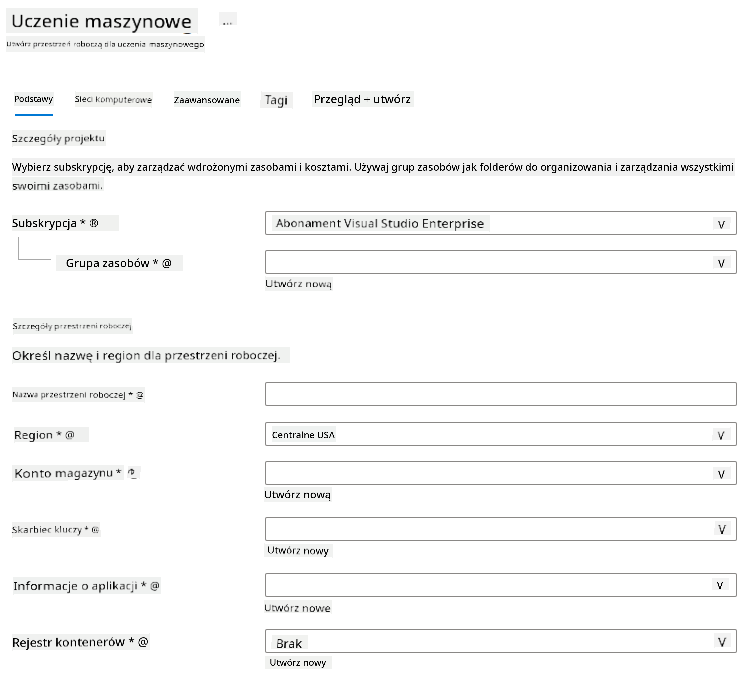 Uczenie maszynowe ...
Utwórz przestrzeń roboczą dla uczenia maszynowego
Podstawy Sieci komputerowe Zaawansowane Tagi Przegląd + utwórz
Szczegóły projektu
Wybierz subskrypcję, aby zarządzać wdrożonymi zasobami i kosztami. Używaj grup zasobów jak folderów do organizowania i zarządzania wszystkimi
swoimi zasobami.
Subskrypcja * ® Abonament Visual Studio Enterprise V
Grupa zasobów * @ V
Utwórz nową
Szczegóły przestrzeni roboczej
Określ nazwę i region dla przestrzeni roboczej.
Nazwa przestrzeni roboczej * @
Region * @ Centralne USA V
Konto magazynu * V
Utwórz nową
Skarbiec kluczy * @ V
Utwórz nowy
Informacje o aplikacji * @ V
Utwórz nowe
Rejestr kontenerów * @ Brak V
Utwórz nowy